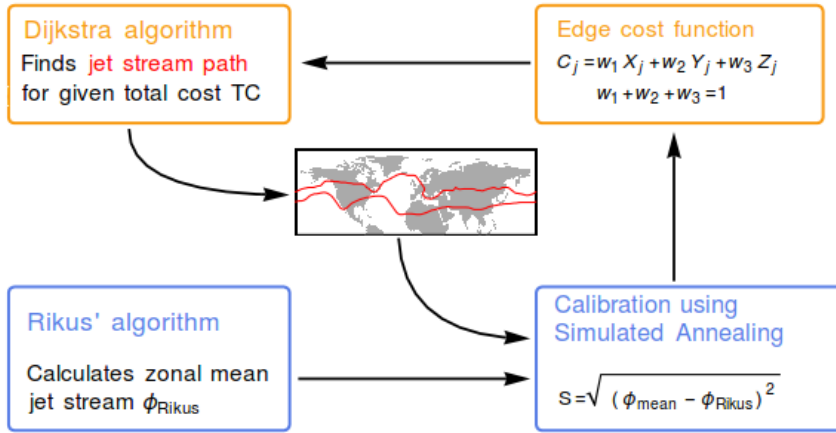 Dijkstra algorithm
Finds jet stream path
for given total cost TC
Edge cost function
C_j = w_1 X_j + w_2 Y_j + w_3 Z_j
w_1 + w_2 + w_3 = 1
Rikus' algorithm
Calculates zonal mean
jet stream ϕ_Rikus
Calibration using
Simulated Annealing
S = √(ϕ_mean − ϕ_Rikus)^2